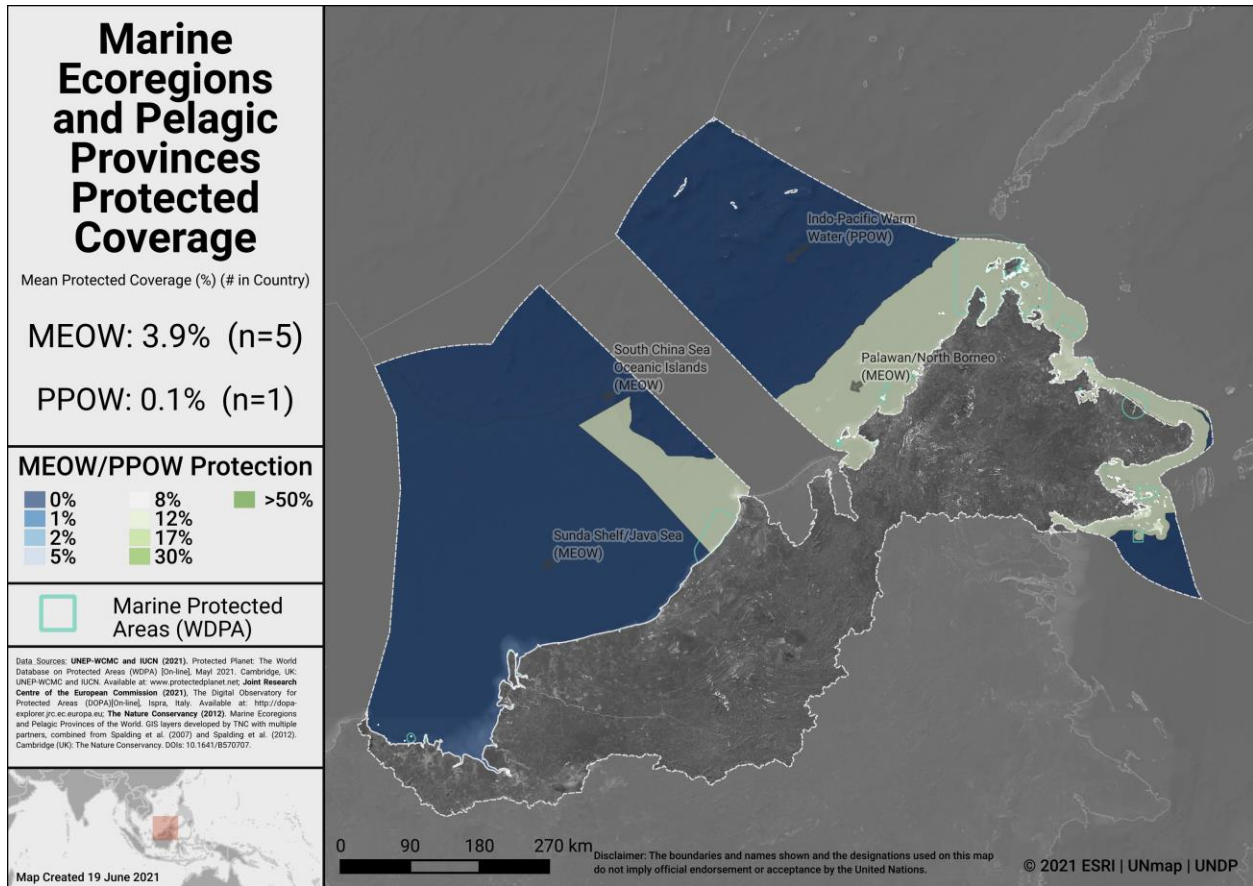 Marine
Ecoregions
and Pelagic
Provinces
Protected
Coverage
Mean Protected Coverage (%) (# in Country)
MEOW: 3.9% (n=5)
PPOW: 0.1% (n=1)
MEOW/PPOW Protection
0% 8% >50%
1% 12%
2% 17%
5% 30%
Marine Protected
Areas (WDPA)
Data Sources: UNEP-WCMC and IUCN (2021). Protected Planet: The World
Database on Protected Areas (WDPA) [On-line], Mayl 2021. Cambridge, UK:
UNEP-WCMC and IUCN. Available at: www.protectedplanet.net; Joint Research
Centre of the European Commission (2021), The Digital Observatory for
Protected Areas (DOPA)[On-line], Ispra, Italy. Available at: http://dopa-
explorer.jrc.ec.europa.eu; The Nature Conservancy (2012). Marine Ecoregions
and Pelagic Provinces of the World. GIS layers developed by TNC with multiple
partners, combined from Spalding et al. (2007) and Spalding et al. (2012).
Cambridge (UK): The Nature Conservancy. DOIs: 10.1641/B570707.
Map Created 19 June 2021
Indo-Pacific Warm
Water (PPOW)
South China Sea
Oceanic Islands
(MEOW)
Palawan/North Borneo
(MEOW)
Sunda Shelf/Java Sea
(MEOW)
0 90 180 270 km
Disclaimer: The boundaries and names shown and the designations used on this map
do not imply official endorsement or acceptance by the United Nations.
© 2021 ESRI | UNmap | UNDP